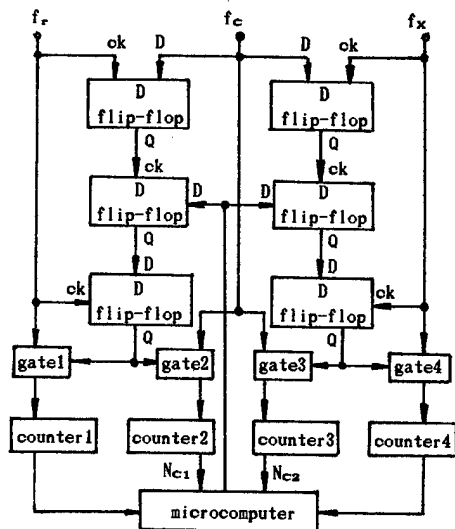 fr fc fx
ck D D ck
D D
flip-flop flip-flop
Q Q
ck ck
D D D D
flip-flop flip-flop
Q Q
D D
ck D D ck
flip-flop flip-flop
Q Q
gate1 gate2 gate3 gate4
counter1 counter2 counter3 counter4
NC1 NC2
microcomputer